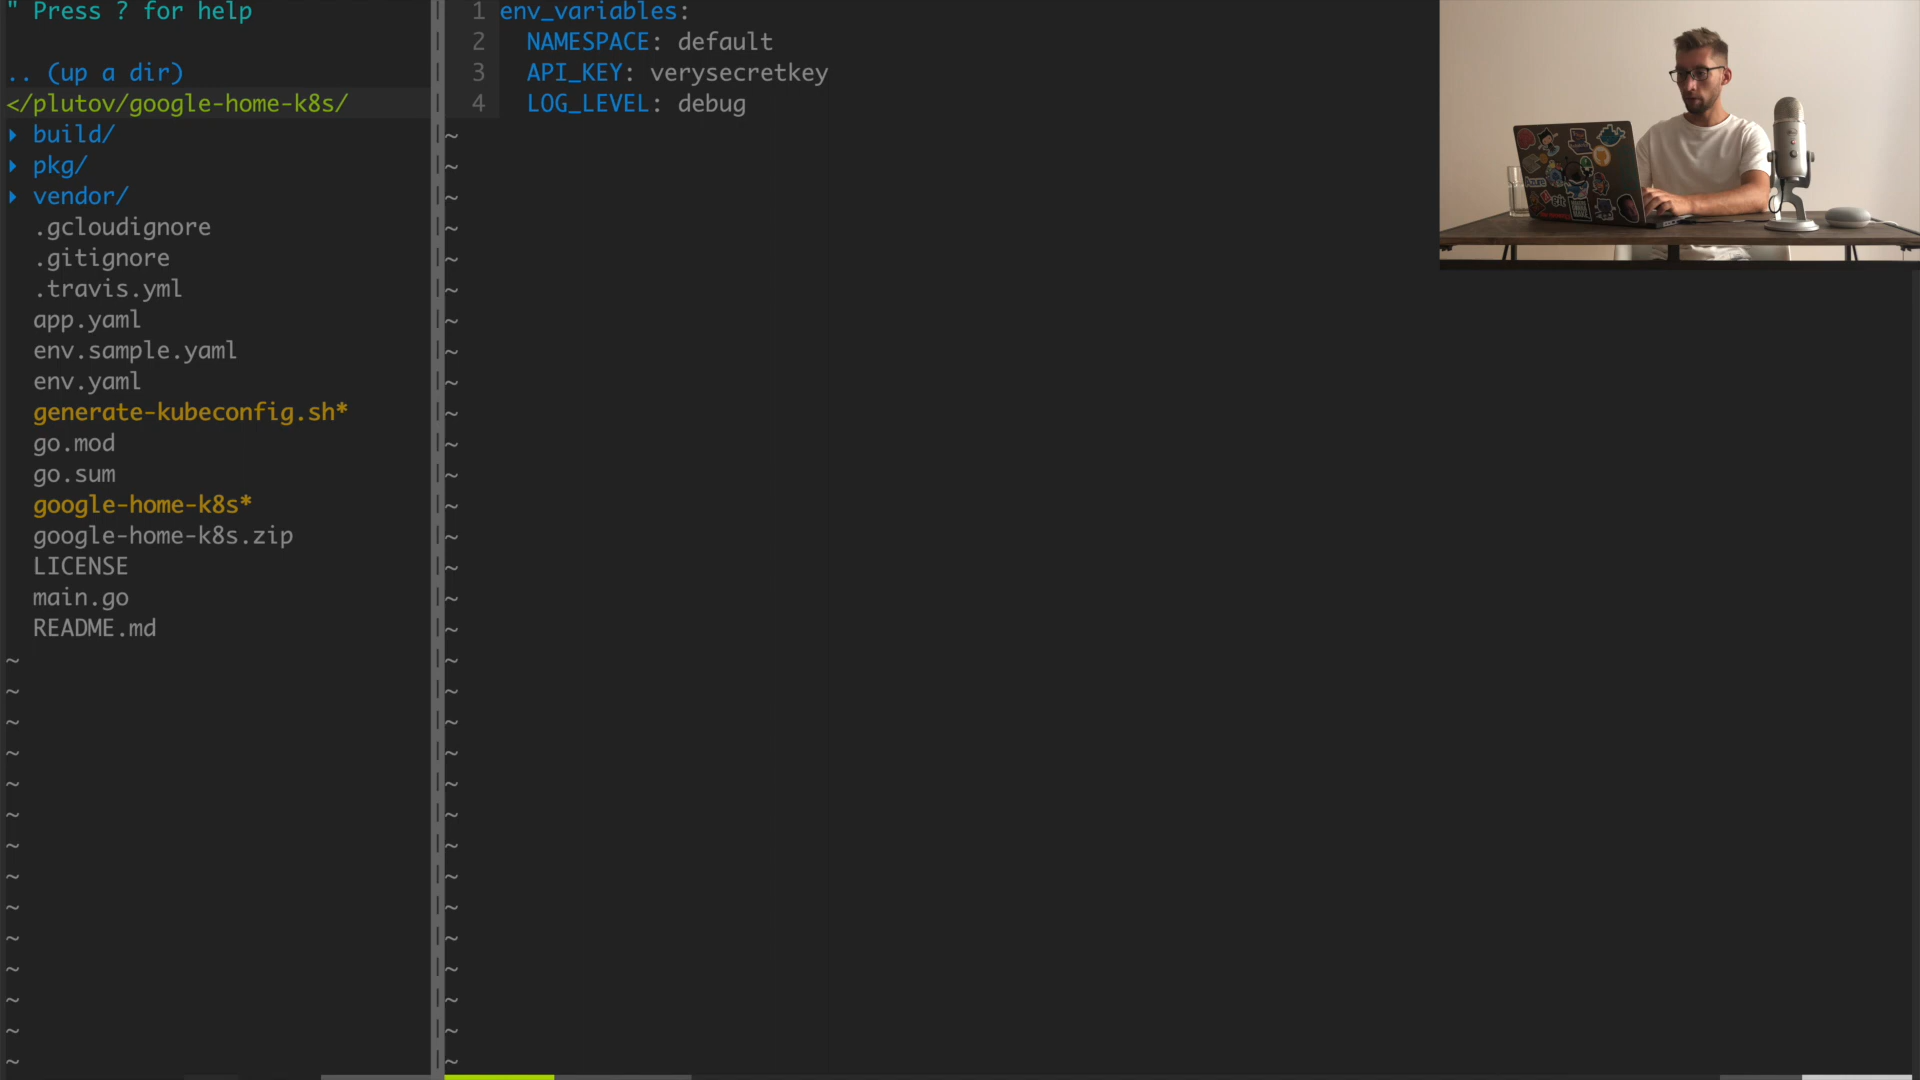 " Press ? for help
.. (up a dir)
</plutov/google-home-k8s/
▸ build/
▸ pkg/
▸ vendor/
.gcloudignore
.gitignore
.travis.yml
app.yaml
env.sample.yaml
env.yaml
generate-kubeconfig.sh*
go.mod
go.sum
google-home-k8s*
google-home-k8s.zip
LICENSE
main.go
README.md
1 env_variables:
2 NAMESPACE: default
3 API_KEY: verysecretkey
4 LOG_LEVEL: debug
Azure
git